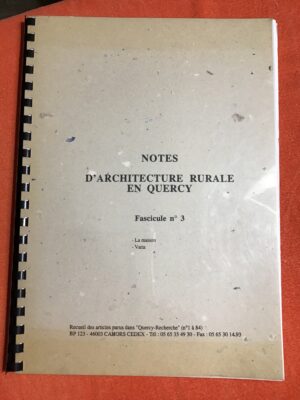 NOTES
D'ARCHITECTURE RURALE
EN QUERCY
Fascicule n° 3
La maison
Varia
Recueil des articles parus dans "Quercy-Recherche" (n°1 à 84)
BP 123 - 46003 CAHORS CEDEX - Tél : 05 65 35 49 30 - Fax : 05 65 30 14 93